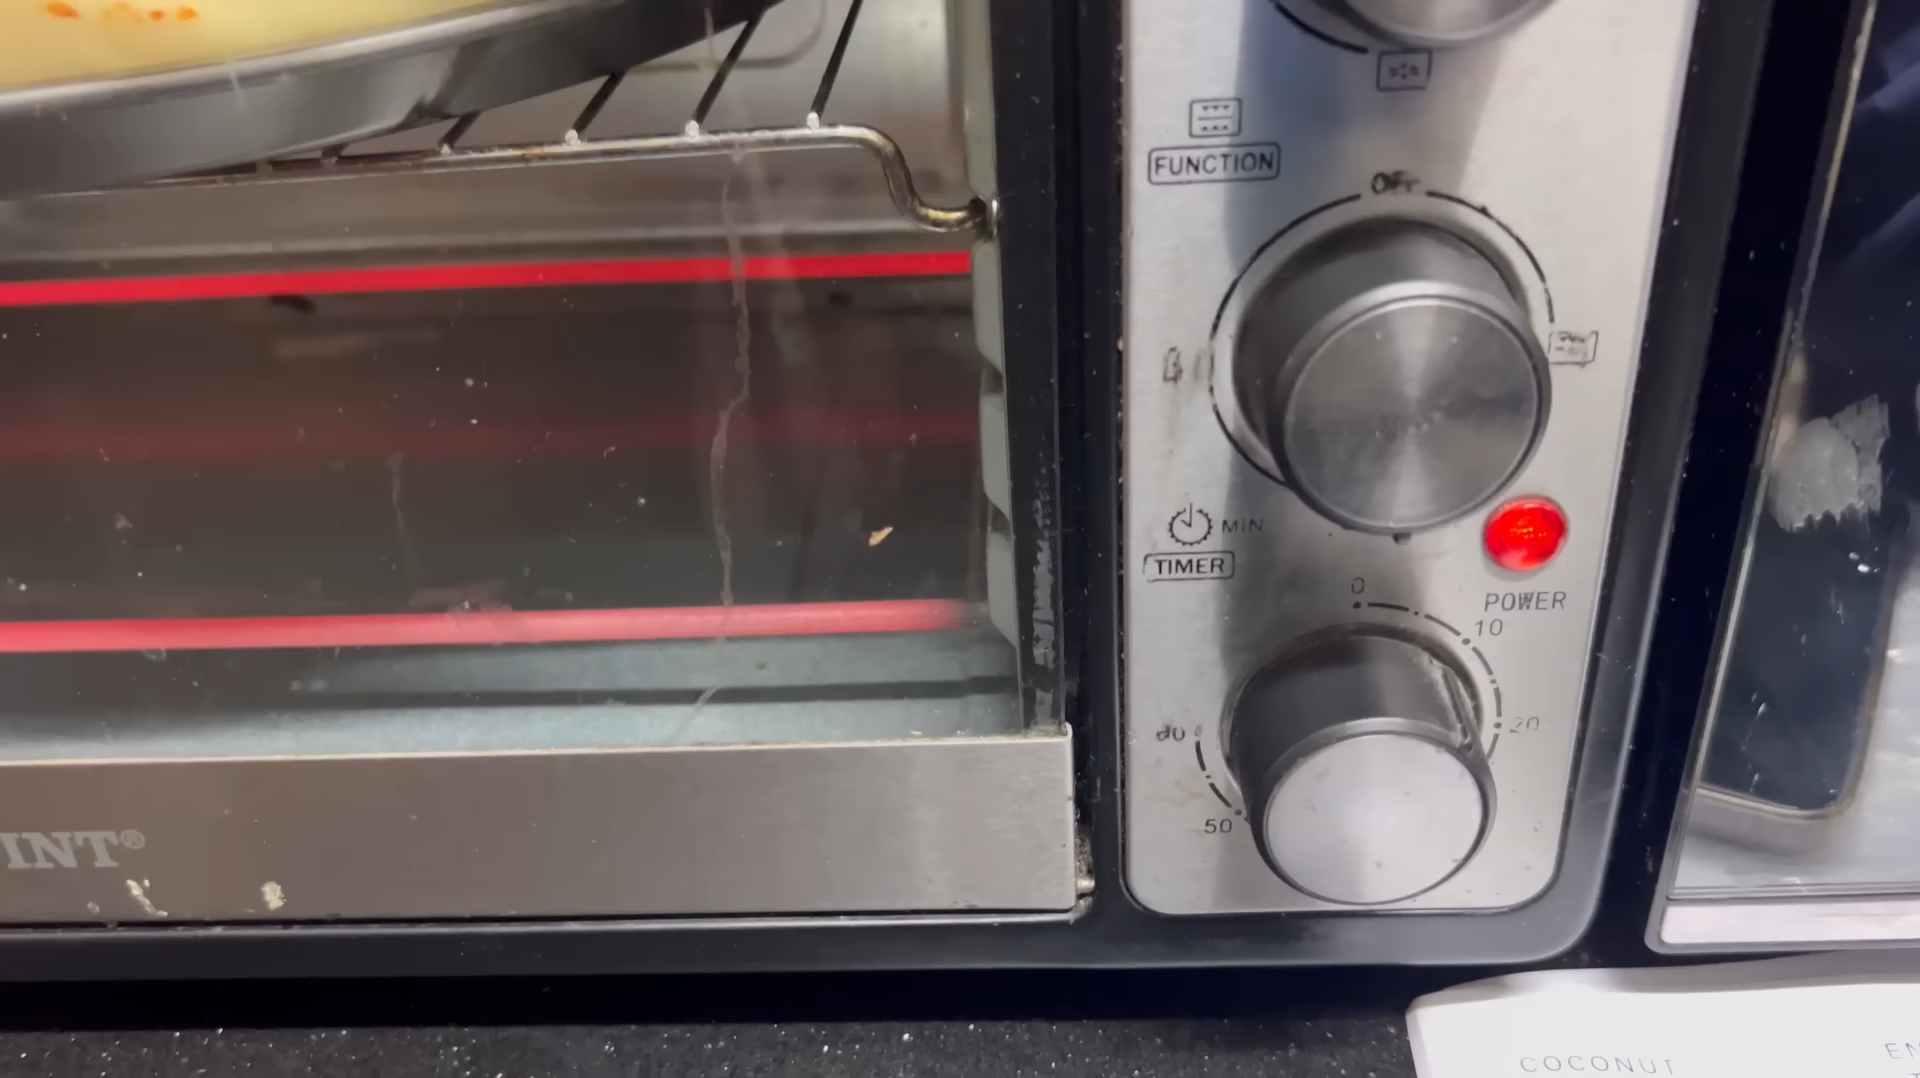 FUNCTION
OFF
MIN
TIMER
0
POWER
10
20
50
INT®
COCONUT